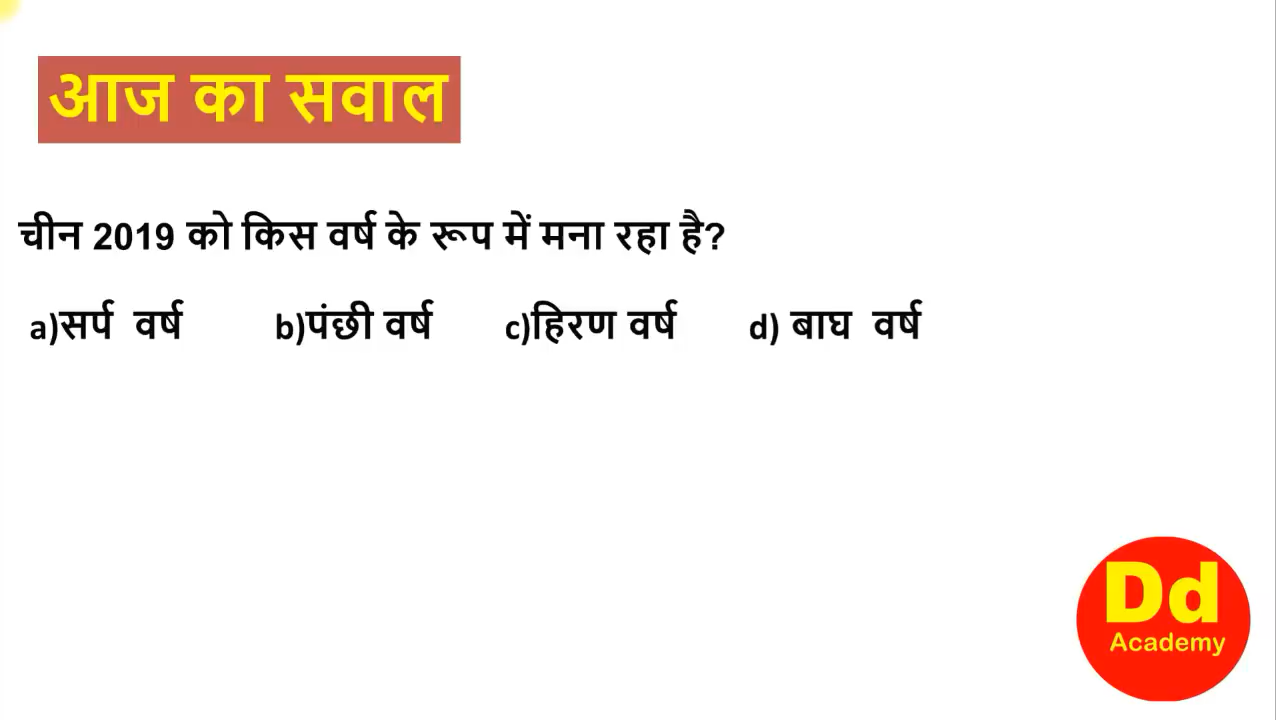 आज का सवाल
चीन 2019 को किस वर्ष के रूप में मना रहा है?
a)सर्प वर्ष b)पंछी वर्ष c)हिरण वर्ष d) बाघ वर्ष
Dd
Academy